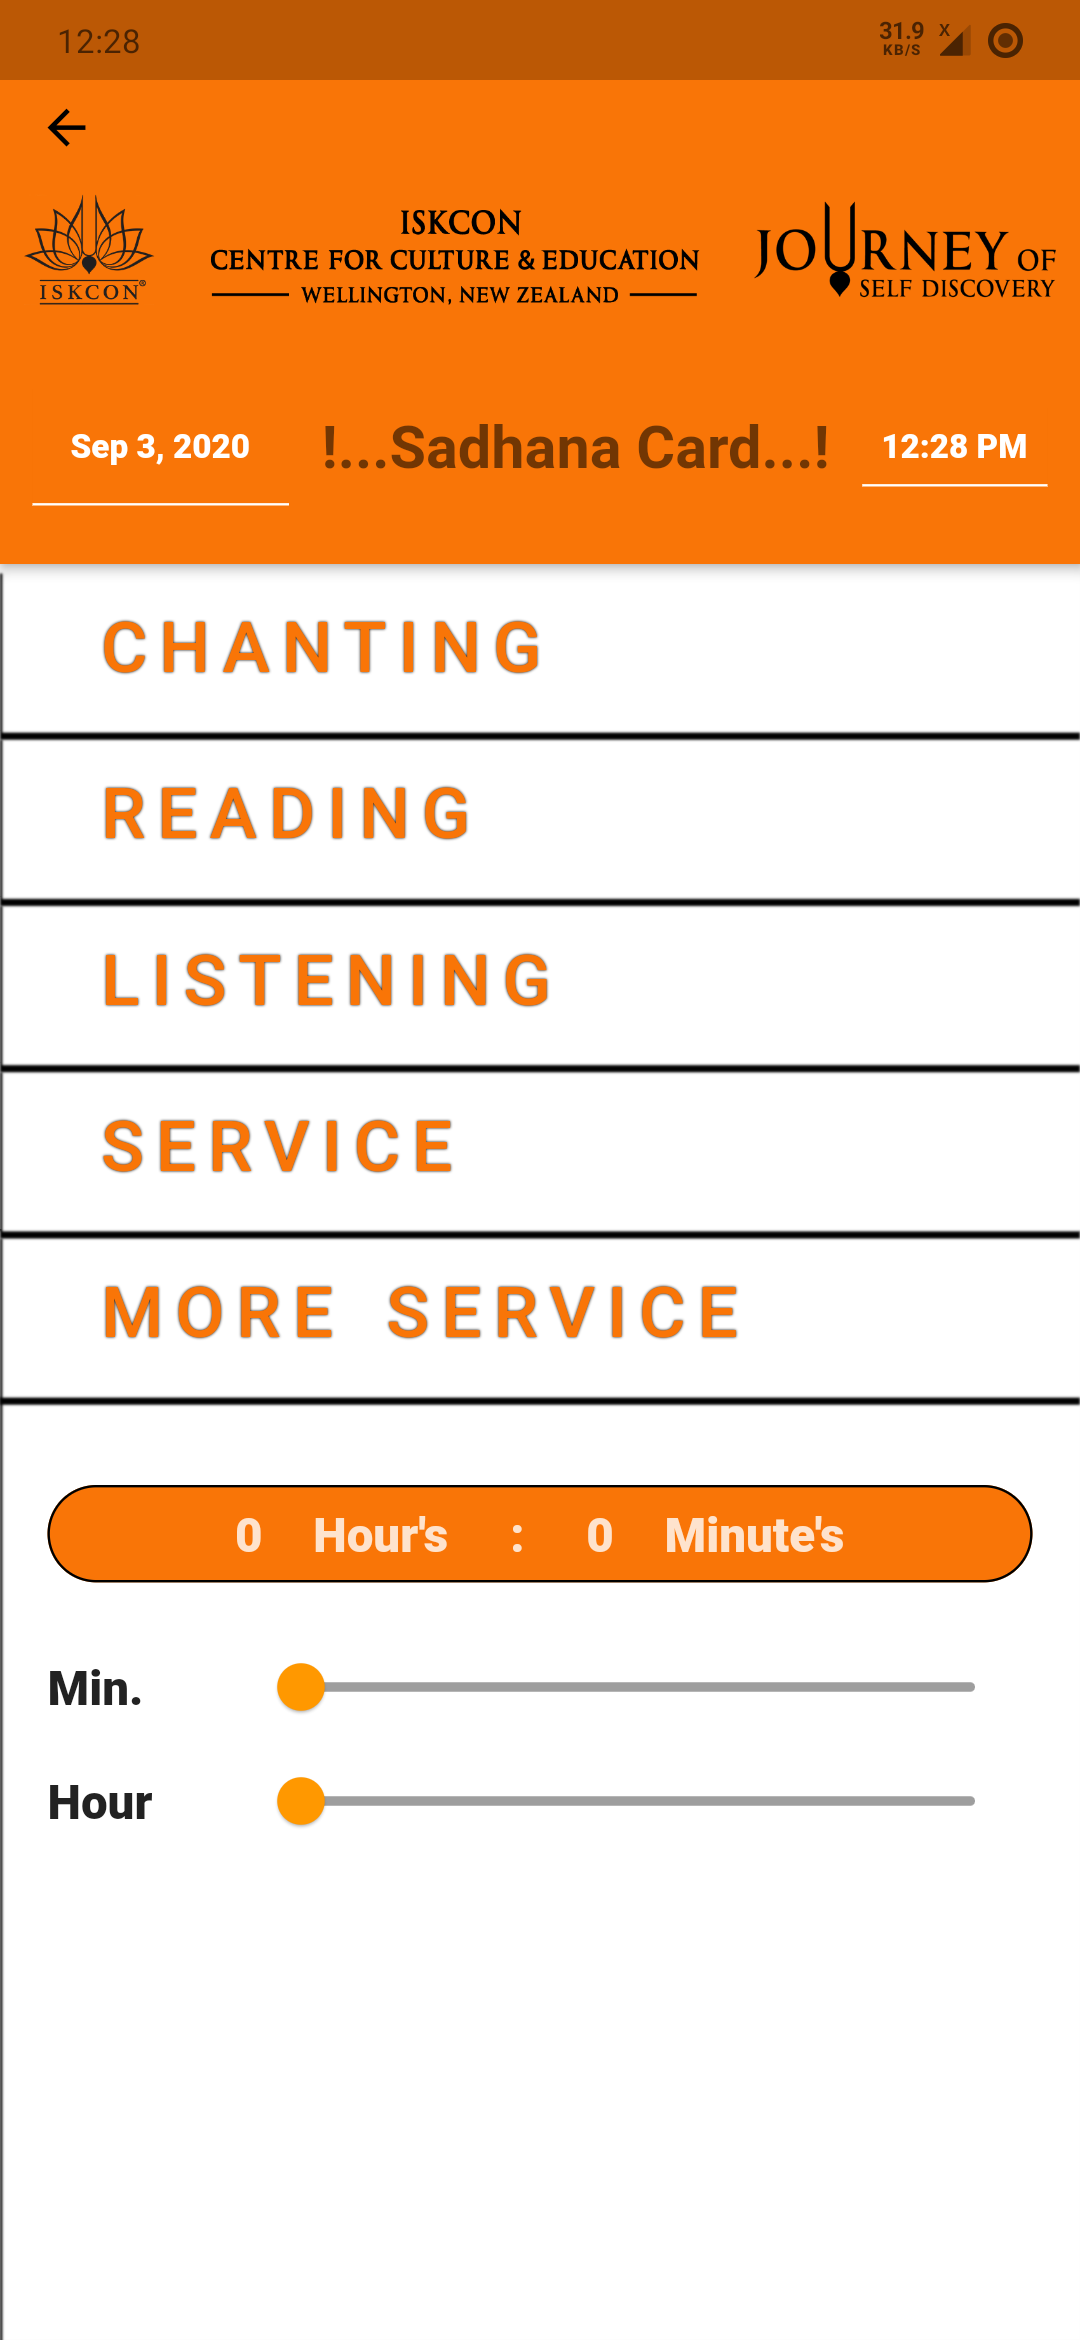 12:28
31.9
KB/S
X
ISKCON®
ISKCON
CENTRE FOR CULTURE & EDUCATION
WELLINGTON, NEW ZEALAND
JOURNEY OF
SELF DISCOVERY
Sep 3, 2020
!...Sadhana Card...!
12:28 PM
CHANTING
READING
LISTENING
SERVICE
MORE SERVICE
0 Hour's : 0 Minute's
Min.
Hour